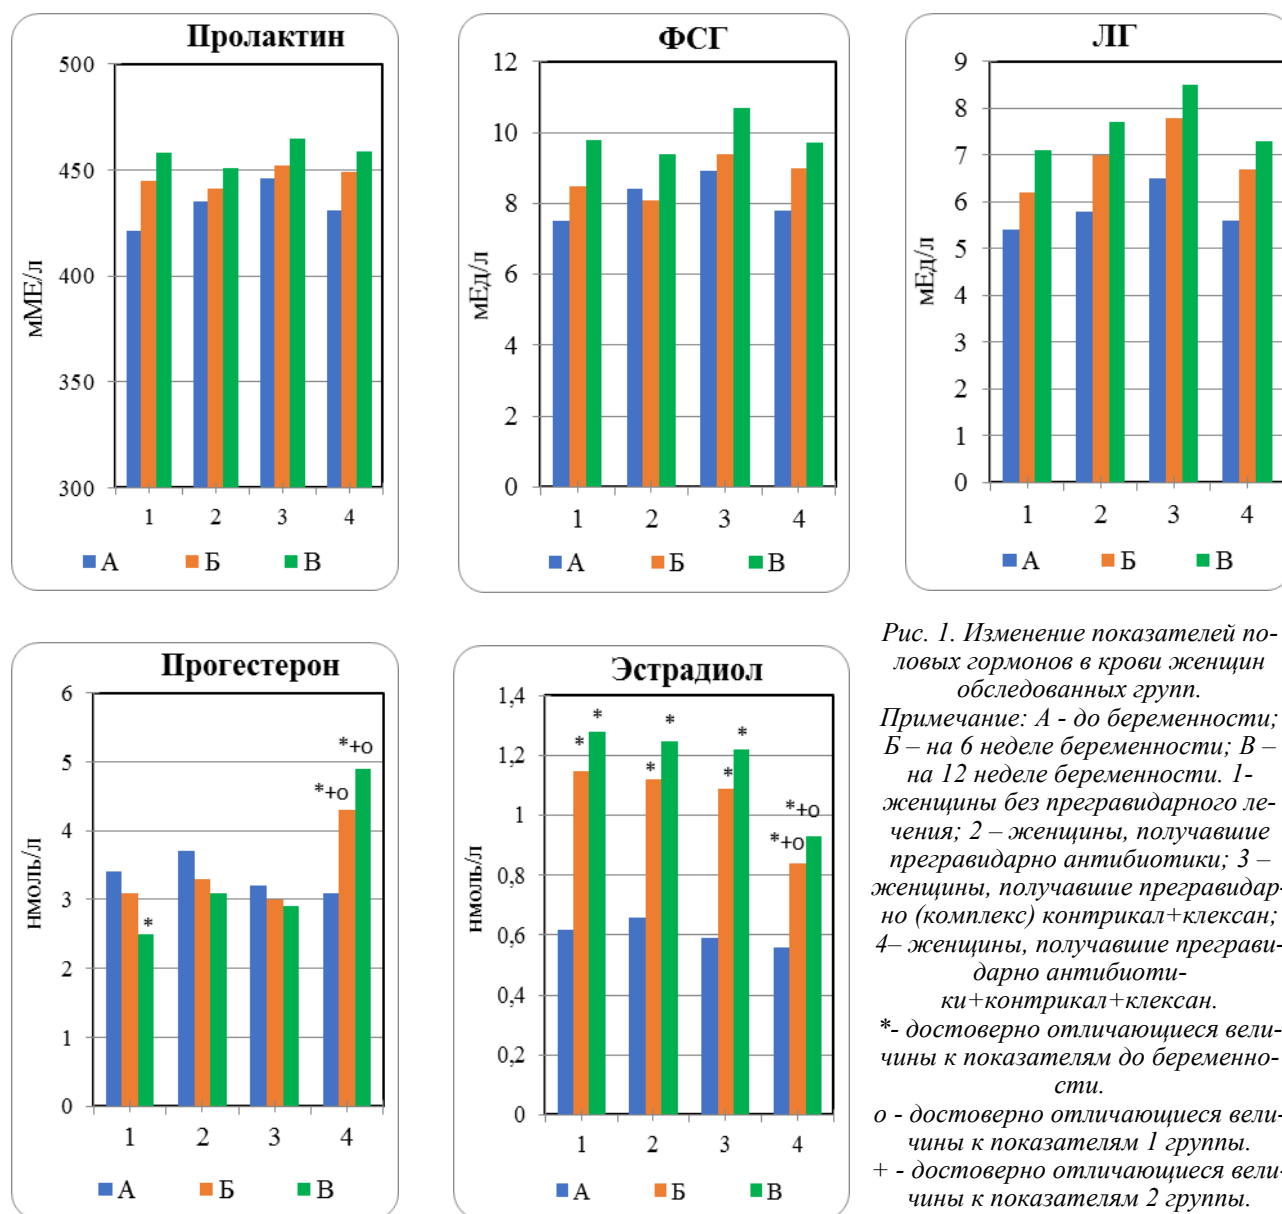 Пролактин
500
450
400
350
300
мМЕ/л
1 2 3 4
А Б В
ФСГ
12
10
8
6
4
2
0
мЕд/л
1 2 3 4
А Б В
ЛГ
9
8
7
6
5
4
3
2
1
0
мЕд/л
1 2 3 4
А Б В
Прогестерон
6
5
4
3
2
1
0
нмоль/л
*
*+о
*+о
1 2 3 4
А Б В
Эстрадиол
1,4
1,2
1
0,8
0,6
0,4
0,2
0
нмоль/л
* *
* *
* *
*+о
*+о
1 2 3 4
А Б В
Рис. 1. Изменение показателей по-
ловых гормонов в крови женщин
обследованных групп.
Примечание: А - до беременности;
Б – на 6 неделе беременности; В –
на 12 неделе беременности. 1-
женщины без прегравидарного ле-
чения; 2 – женщины, получавшие
прегравидарно антибиотики; 3 –
женщины, получавшие прегравидар-
но (комплекс) контрикал+клексан;
4– женщины, получавшие преграви-
дарно антибиоти-
ки+контрикал+клексан.
*- достоверно отличающиеся вели-
чины к показателям до беременно-
сти.
о - достоверно отличающиеся вели-
чины к показателям 1 группы.
+ - достоверно отличающиеся вели-
чины к показателям 2 группы.